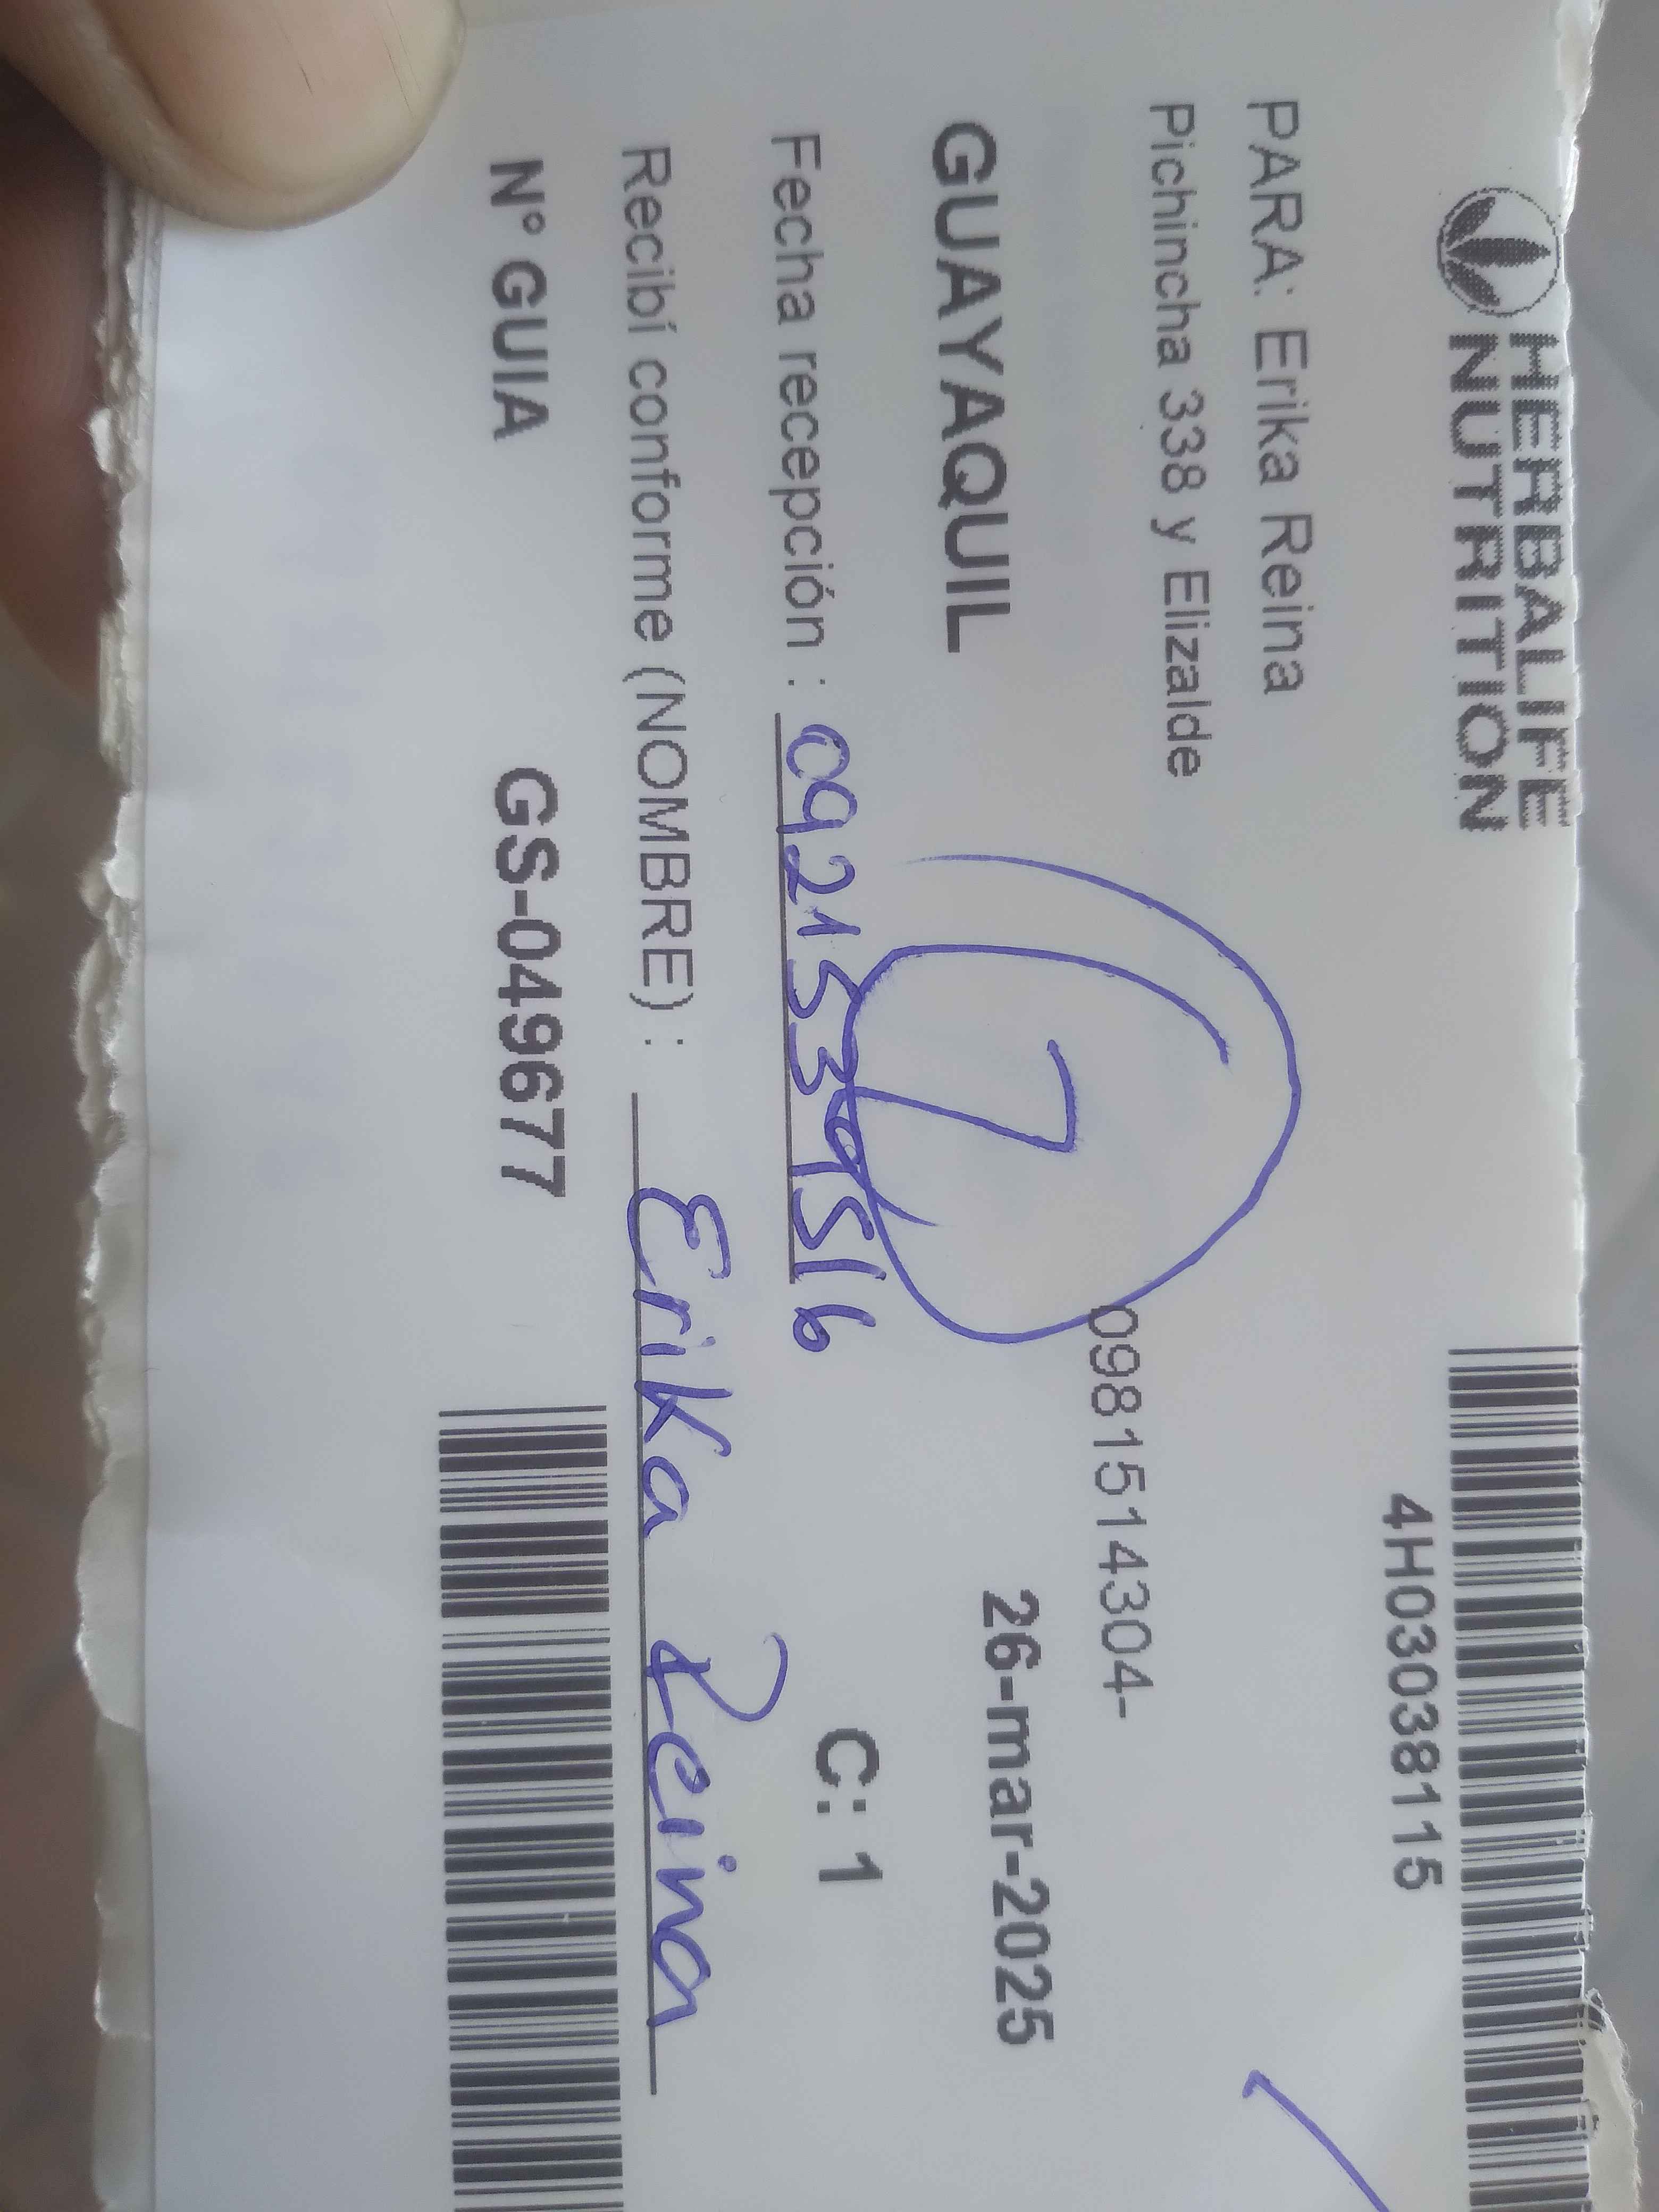 HERBALIFE
NUTRITION
4H03038115
PARA: Erika Reina
Pichincha 338 y Elizalde
0981514304-
7
GUAYAQUIL
26-mar-2025
Fecha recepción :
C: 1
Recibí conforme (NOMBRE) : Erika Reina
N° GUIA GS-049677